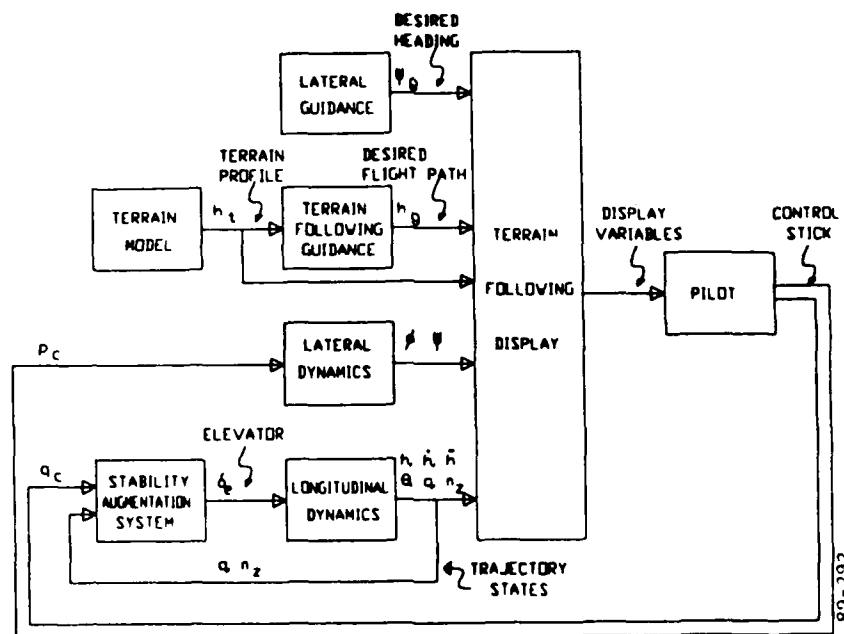 DESIRED
HEADING
LATERAL
GUIDANCE
ψ_θ
TERRAIN
PROFILE
DESIRED
FLIGHT PATH
TERRAIN
MODEL
h_t
TERRAIN
FOLLOWING
GUIDANCE
h_θ
TERRAIN
FOLLOWING
DISPLAY
DISPLAY
VARIABLES
CONTROL
STICK
PILOT
P_C
LATERAL
DYNAMICS
φ ψ
ELEVATOR
q_C
STABILITY
AUGMENTATION
SYSTEM
δ_e
LONGITUDINAL
DYNAMICS
h ḣ ḧ
θ q n_z
q n_z
TRAJECTORY
STATES